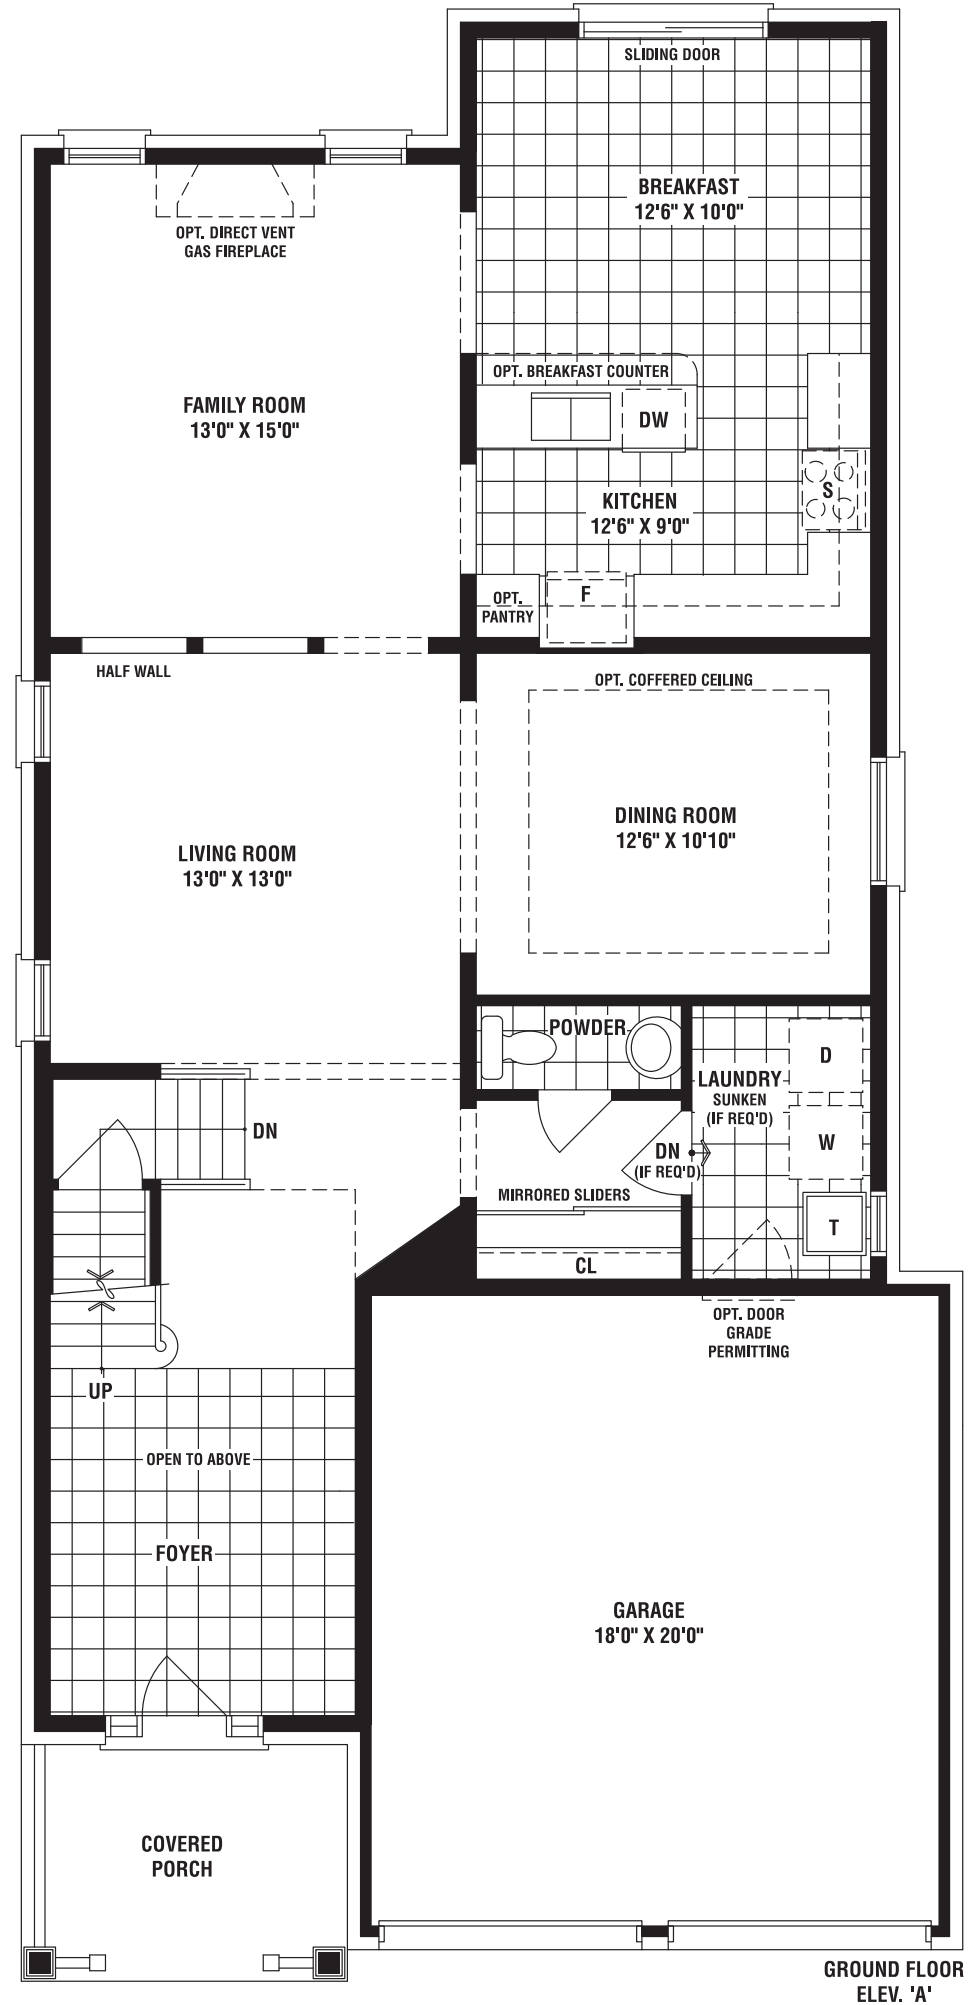 SLIDING DOOR
BREAKFAST
12'6" X 10'0"
OPT. DIRECT VENT
GAS FIREPLACE
OPT. BREAKFAST COUNTER
DW
FAMILY ROOM
13'0" X 15'0"
S
KITCHEN
12'6" X 9'0"
OPT.
PANTRY
F
HALF WALL
OPT. COFFERED CEILING
DINING ROOM
12'6" X 10'10"
LIVING ROOM
13'0" X 13'0"
POWDER
D
LAUNDRY
SUNKEN
(IF REQ'D)
DN
W
DN
(IF REQ'D)
MIRRORED SLIDERS
T
CL
OPT. DOOR
GRADE
PERMITTING
UP
OPEN TO ABOVE
FOYER
GARAGE
18'0" X 20'0"
COVERED
PORCH
GROUND FLOOR
ELEV. 'A'